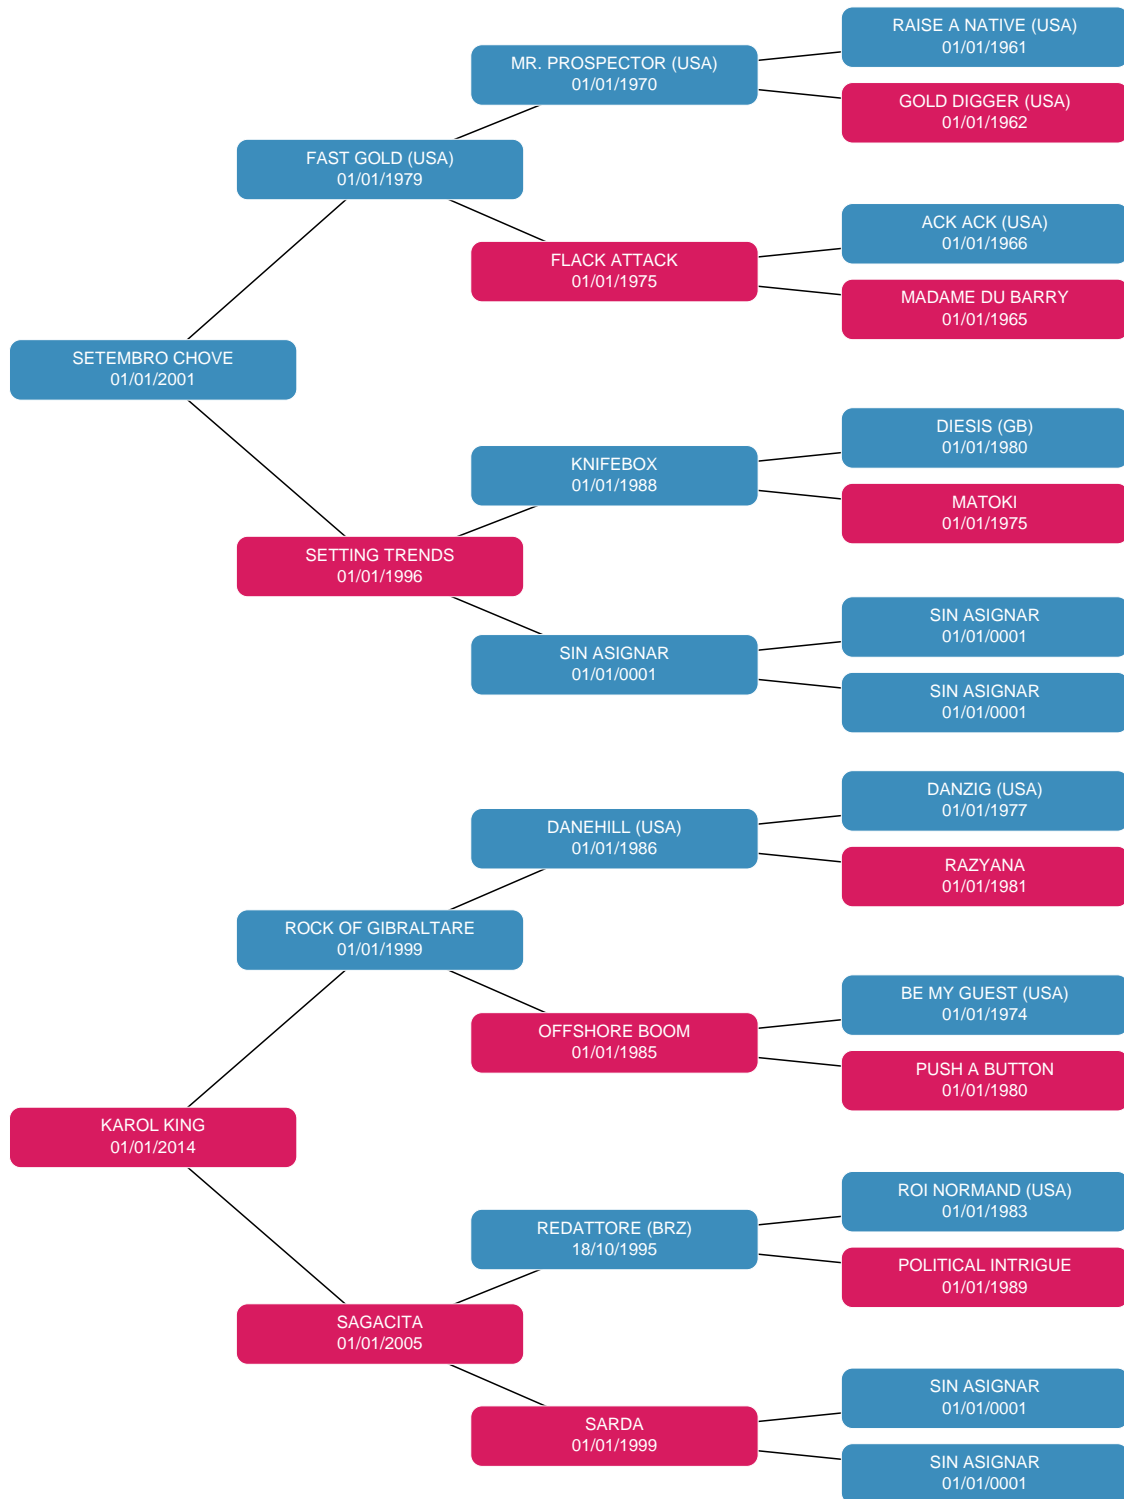 RAISE A NATIVE (USA)
01/01/1961
MR. PROSPECTOR (USA)
01/01/1970
GOLD DIGGER (USA)
01/01/1962
FAST GOLD (USA)
01/01/1979
ACK ACK (USA)
01/01/1966
FLACK ATTACK
01/01/1975
MADAME DU BARRY
01/01/1965
SETEMBRO CHOVE
01/01/2001
DIESIS (GB)
01/01/1980
KNIFEBOX
01/01/1988
MATOKI
01/01/1975
SETTING TRENDS
01/01/1996
SIN ASIGNAR
01/01/0001
SIN ASIGNAR
01/01/0001
SIN ASIGNAR
01/01/0001
DANZIG (USA)
01/01/1977
DANEHILL (USA)
01/01/1986
RAZYANA
01/01/1981
ROCK OF GIBRALTARE
01/01/1999
BE MY GUEST (USA)
01/01/1974
OFFSHORE BOOM
01/01/1985
PUSH A BUTTON
01/01/1980
KAROL KING
01/01/2014
ROI NORMAND (USA)
01/01/1983
REDATTORE (BRZ)
18/10/1995
POLITICAL INTRIGUE
01/01/1989
SAGACITA
01/01/2005
SIN ASIGNAR
01/01/0001
SARDA
01/01/1999
SIN ASIGNAR
01/01/0001